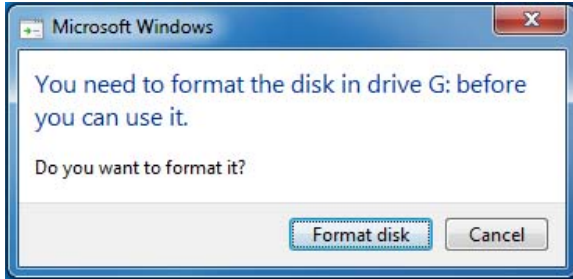 Microsoft Windows
You need to format the disk in drive G: before
you can use it.
Do you want to format it?
Format disk
Cancel